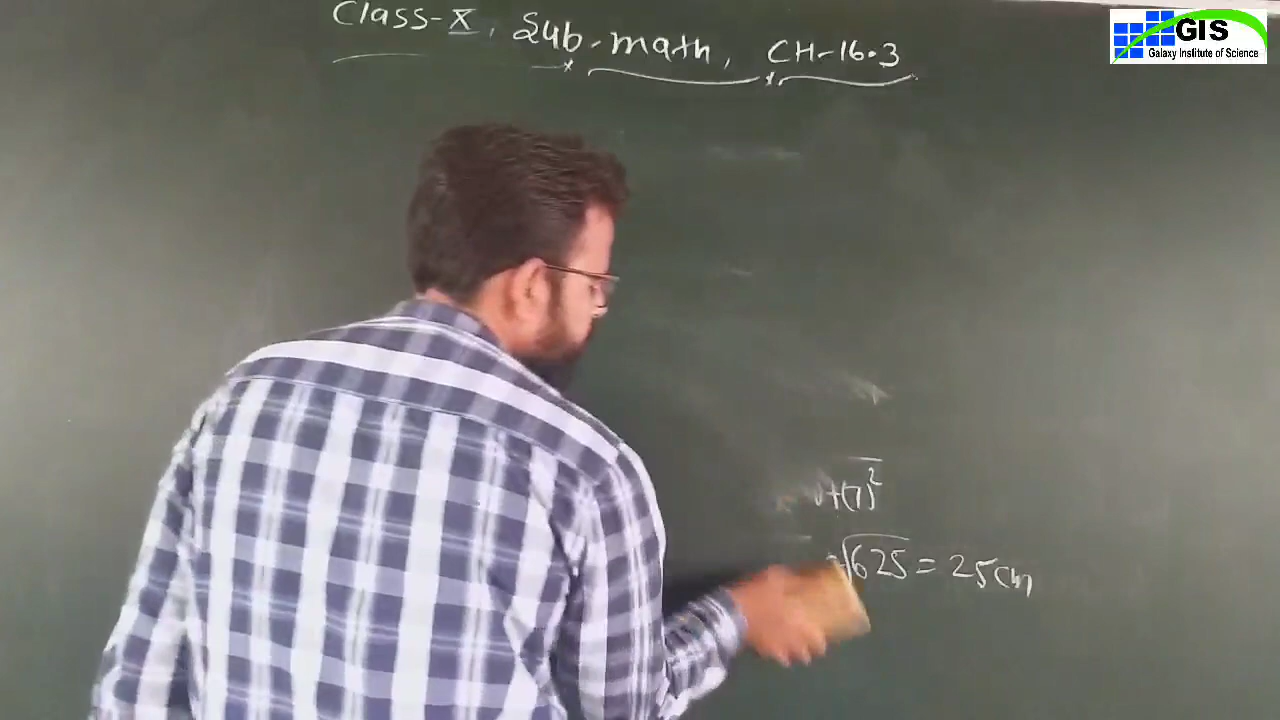 Class-X, Sub-math, CH-16.3
GIS
Galaxy Institute of Science
+(7)²
=√625 = 25cm